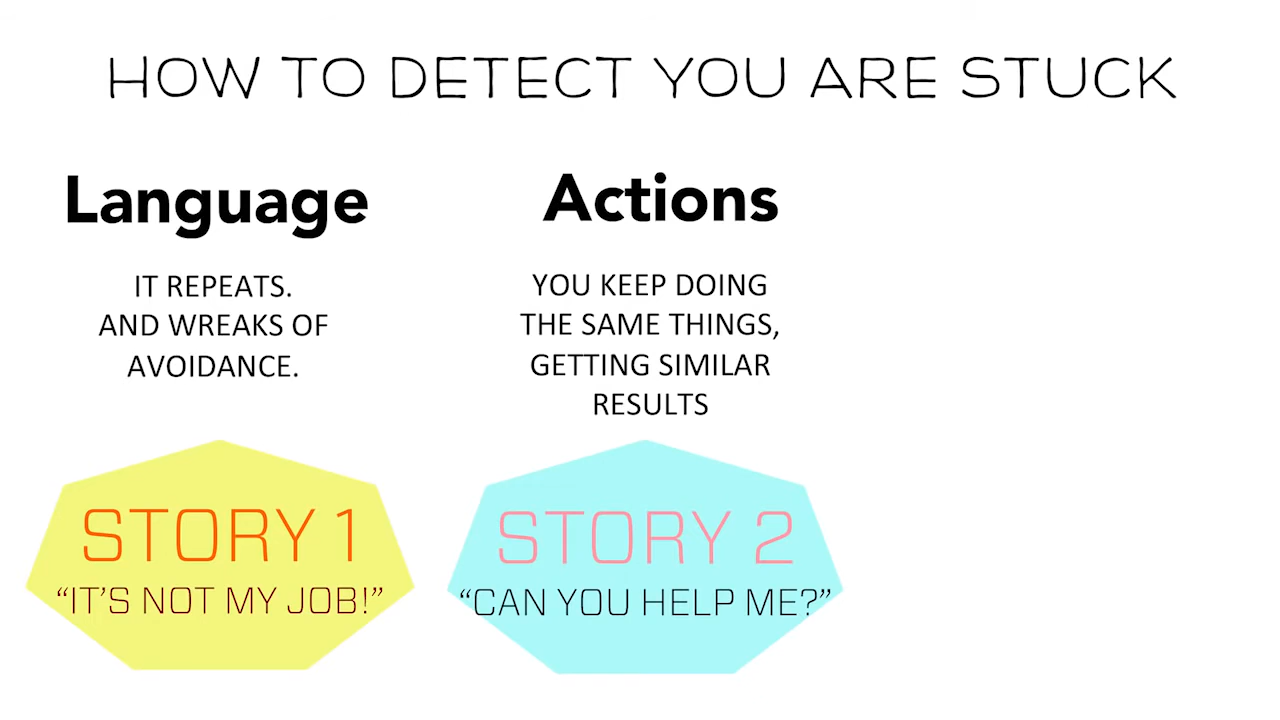 HOW TO DETECT YOU ARE STUCK
Language
IT REPEATS.
AND WREAKS OF
AVOIDANCE.
Actions
YOU KEEP DOING
THE SAME THINGS,
GETTING SIMILAR
RESULTS
STORY 1
“IT’S NOT MY JOB!”
STORY 2
“CAN YOU HELP ME?”